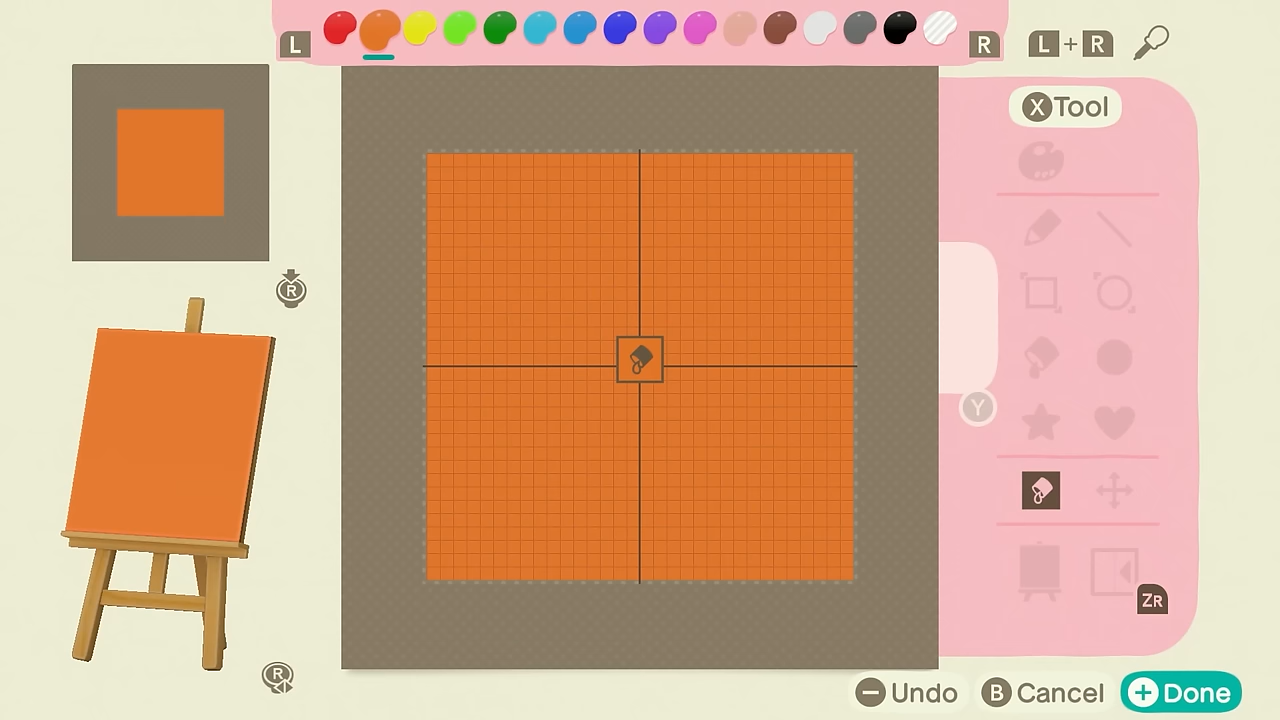 L
R
L + R
X Tool
R
Y
ZR
R
− Undo
B Cancel
+ Done